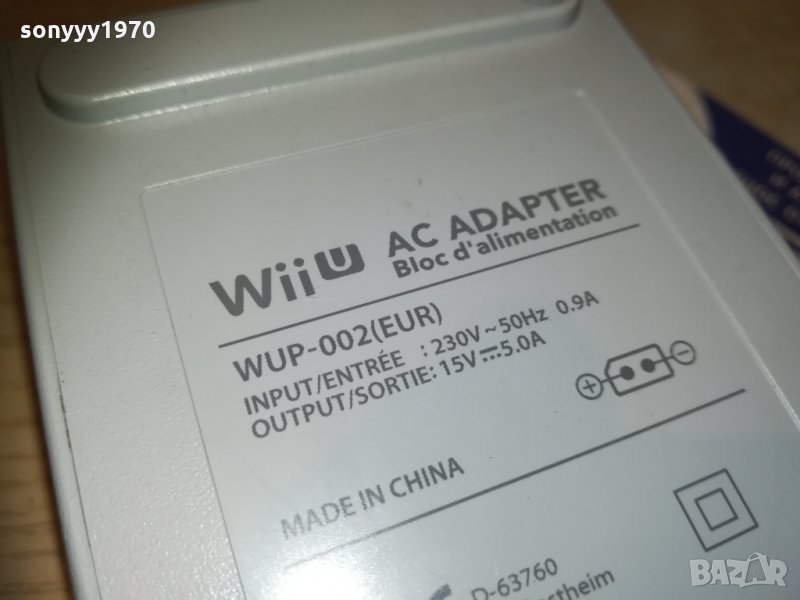 sonyyy1970
WiiU AC ADAPTER
Bloc d'alimentation
WUP-002(EUR)
INPUT/ENTRÉE : 230V~50Hz 0.9A
OUTPUT/SORTIE: 15V⎓5.0A
MADE IN CHINA
D-63760
BAZAR